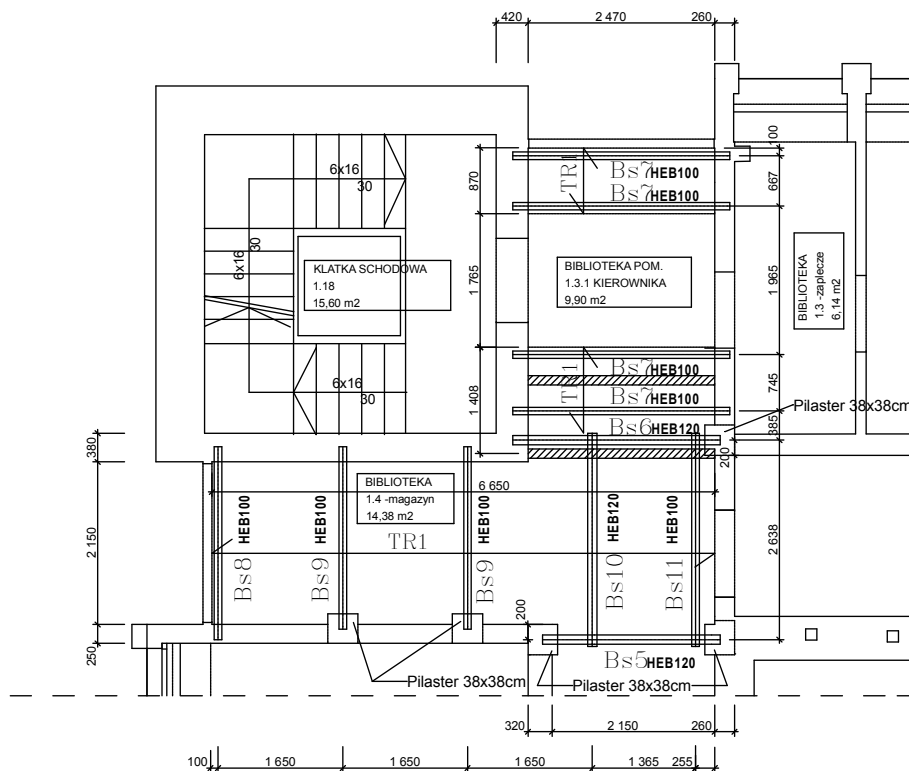 420
2 470
260
100
870
TR1
Bs7 HEB100
667
Bs7 HEB100
6x16
30
6x16
30
KLATKA SCHODOWA
1.18
15,60 m2
1 765
BIBLIOTEKA POM.
1.3.1 KIEROWNIKA
9,90 m2
1 965
BIBLIOTEKA
1.3 -zaplecze
6,14 m2
6x16
30
1 408
TR1
Bs7 HEB100
Bs7 HEB100
745
Pilaster 38x38cm
Bs6 HEB120
385
200
380
BIBLIOTEKA
1.4 -magazyn
14,38 m2
6 650
2 150
Bs8 HEB100
Bs9 HEB100
TR1
Bs9 HEB100
Bs10 HEB120
Bs11 HEB100
2 638
200
250
Pilaster 38x38cm
Bs5 HEB120
Pilaster 38x38cm
320
2 150
260
100
1 650
1 650
1 650
1 365
255